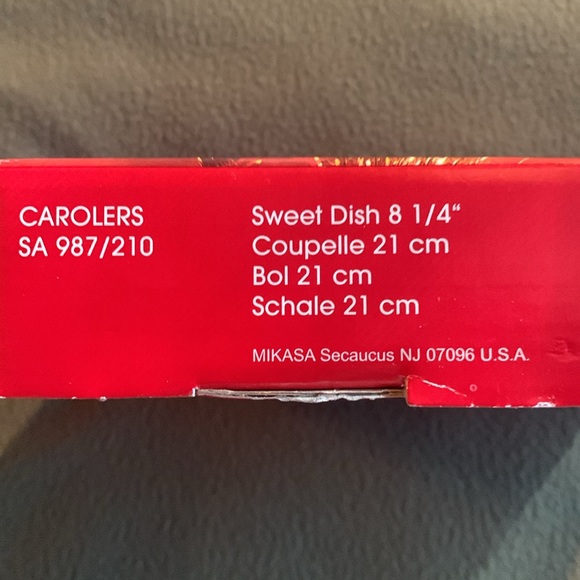 CAROLERS
SA 987/210
Sweet Dish 8 1/4“
Coupelle 21 cm
Bol 21 cm
Schale 21 cm
MIKASA Secaucus NJ 07096 U.S.A.